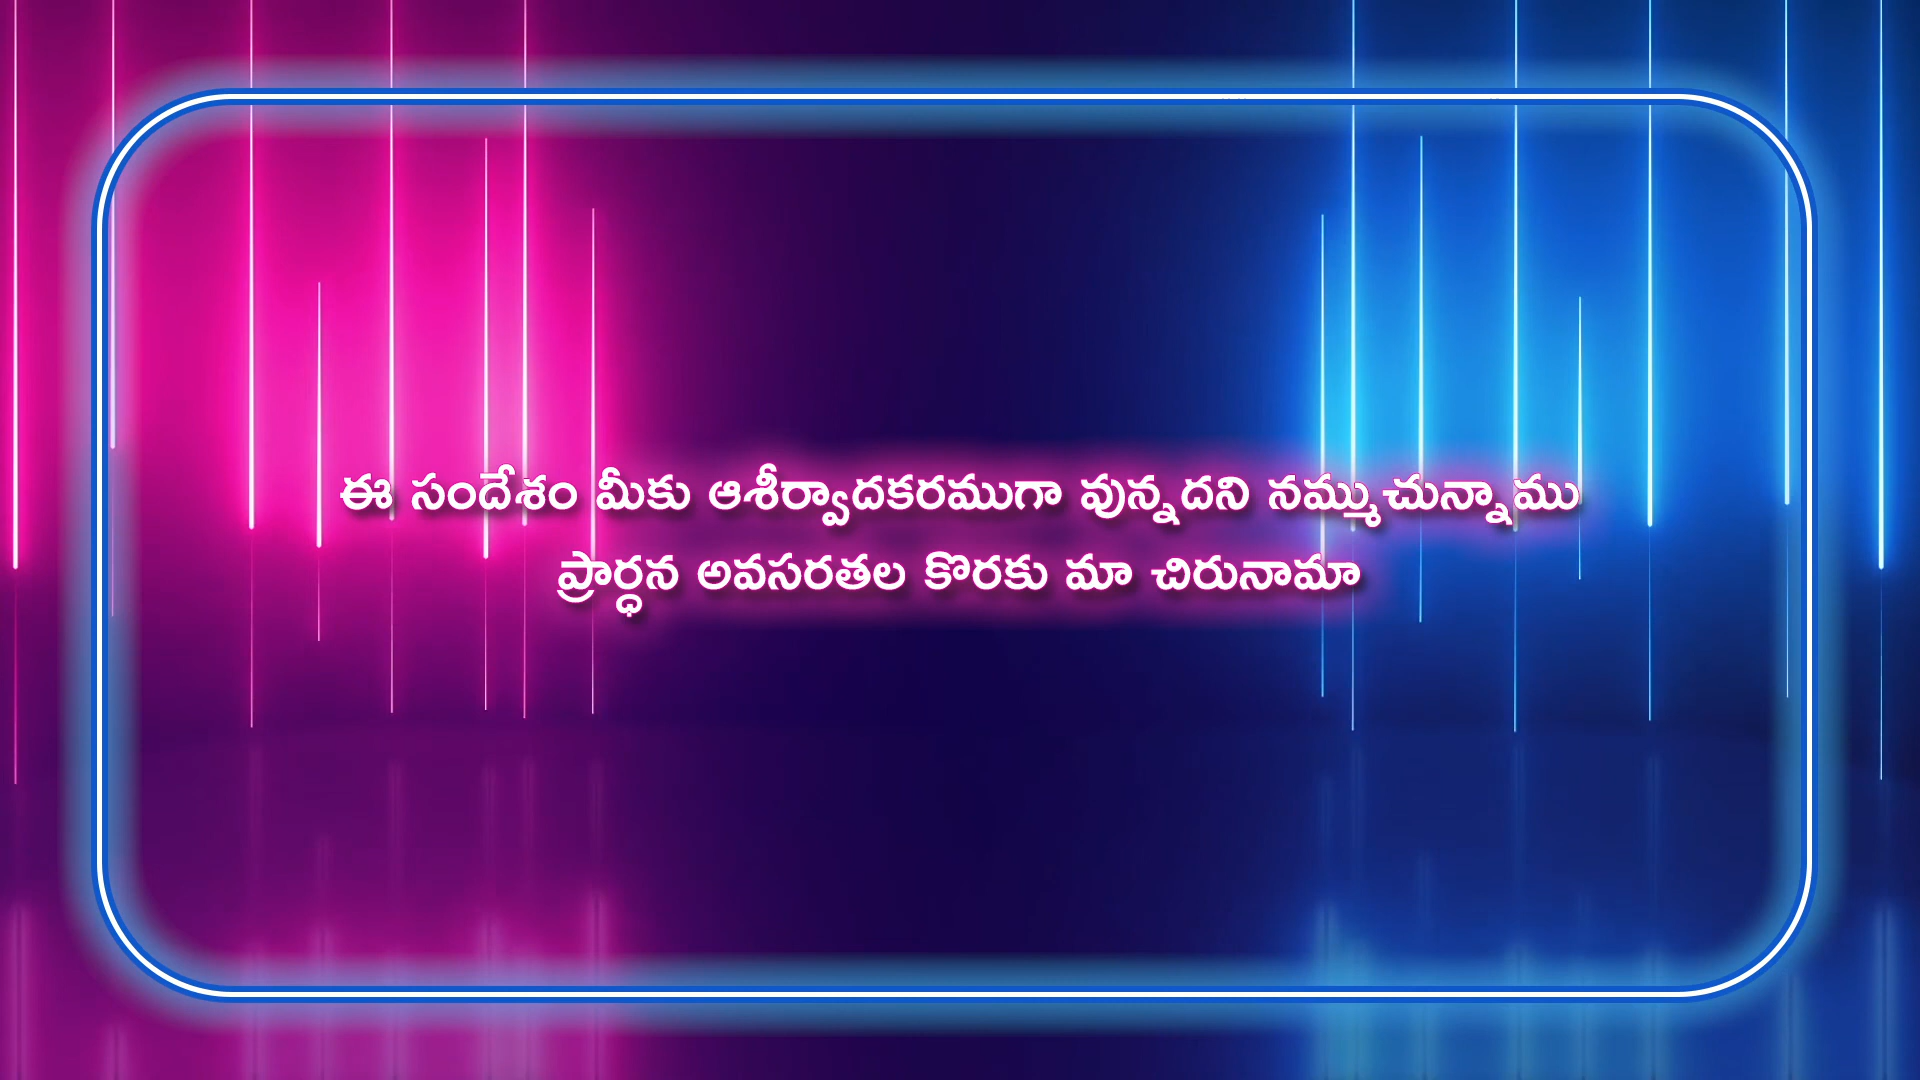 ఈ సందేశం మీకు ఆశీర్వాదకరముగా వున్నదని నమ్ముచున్నాము
ప్రార్ధన అవసరతల కొరకు మా చిరునామా